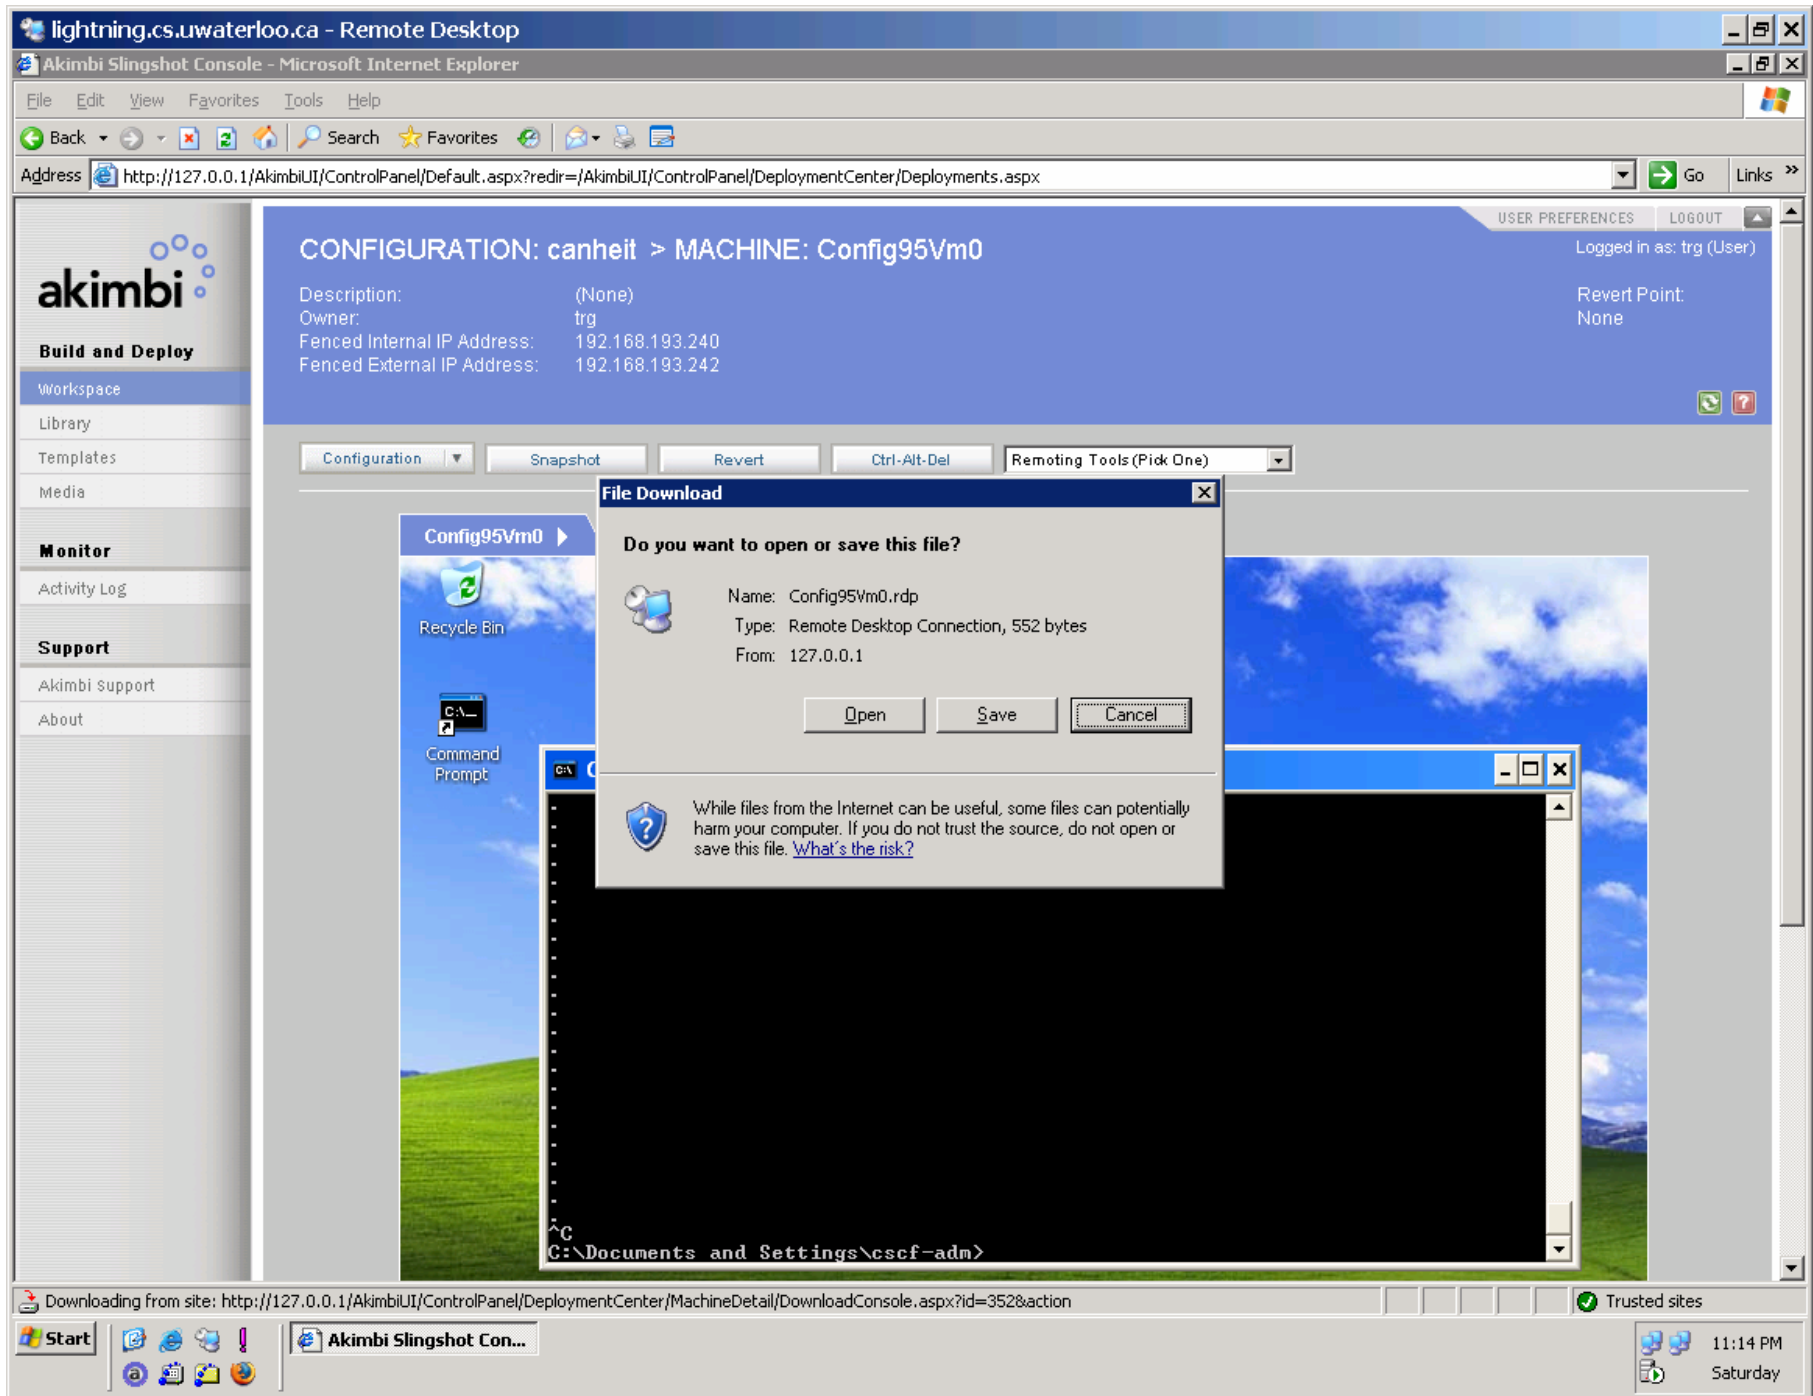 lightning.cs.uwaterloo.ca - Remote Desktop
Akimbi Slingshot Console - Microsoft Internet Explorer
File Edit View Favorites Tools Help
Back Search Favorites
Address http://127.0.0.1/AkimbiUI/ControlPanel/Default.aspx?redir=/AkimbiUI/ControlPanel/DeploymentCenter/Deployments.aspx Go Links »
USER PREFERENCES LOGOUT
akimbi
CONFIGURATION: canheit > MACHINE: Config95Vm0
Logged in as: trg (User)
Description: (None)
Revert Point:
Owner: trg
None
Fenced Internal IP Address: 192.168.193.240
Fenced External IP Address: 192.168.193.242
Build and Deploy
Workspace
Library
Templates
Media
Monitor
Activity Log
Support
Akimbi Support
About
Configuration Snapshot Revert Ctrl-Alt-Del Remoting Tools (Pick One)
Config95Vm0
Recycle Bin
C:\_
Command
Prompt
File Download
Do you want to open or save this file?
Name: Config95Vm0.rdp
Type: Remote Desktop Connection, 552 bytes
From: 127.0.0.1
Open Save Cancel
While files from the Internet can be useful, some files can potentially
harm your computer. If you do not trust the source, do not open or
save this file. What's the risk?
^C
C:\Documents and Settings\cscf-adm>
Downloading from site: http://127.0.0.1/AkimbiUI/ControlPanel/DeploymentCenter/MachineDetail/DownloadConsole.aspx?id=352&action
Trusted sites
Start Akimbi Slingshot Con... 11:14 PM
Saturday